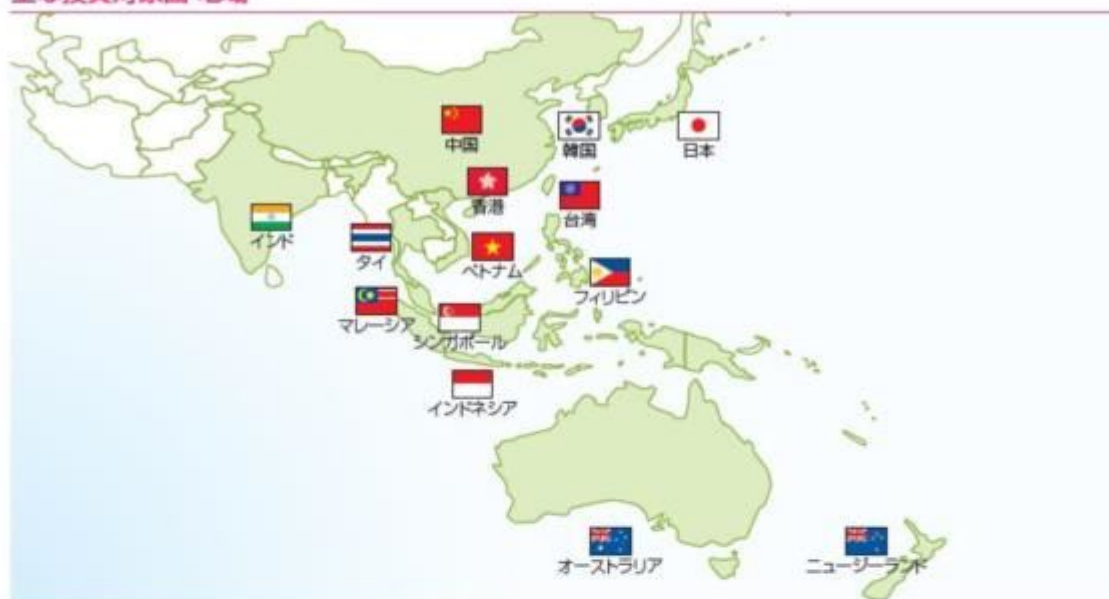 中国
韓国
日本
香港
台湾
インド
タイ
ベトナム
フィリピン
マレーシア
シンガポール
インドネシア
オーストラリア
ニュージーランド